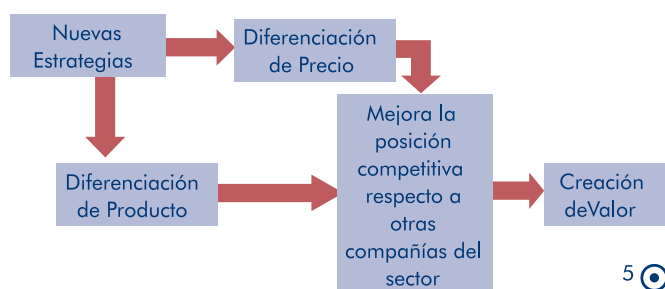 Nuevas
Estrategias
Diferenciación
de Precio
Diferenciación
de Producto
Mejora la
posición
competitiva
respecto a
otras
compañías del
sector
Creación
deValor
5